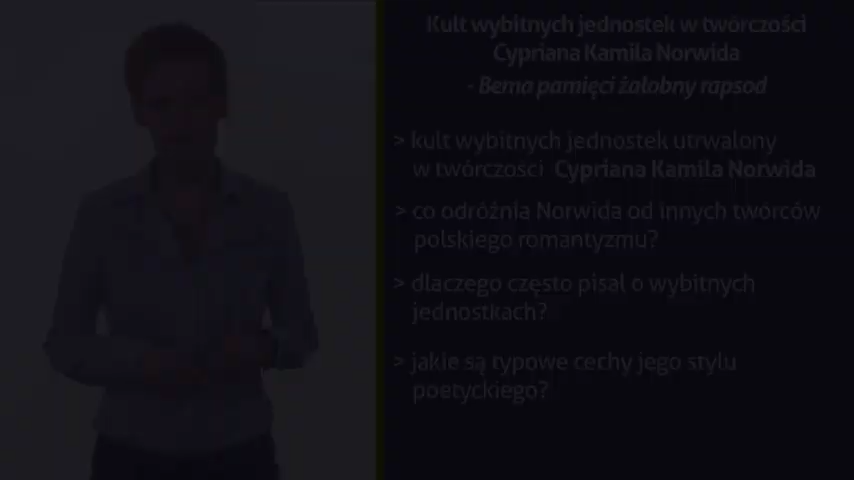 Kult wybitnych jednostek w twórczości
Cypriana Kamila Norwida
- Bema pamięci żałobny rapsod
> kult wybitnych jednostek utrwalony
w twórczości Cypriana Kamila Norwida
> co odróżnia Norwida od innych twórców
polskiego romantyzmu?
> dlaczego często pisał o wybitnych
jednostkach?
> jakie są typowe cechy jego stylu
poetyckiego?